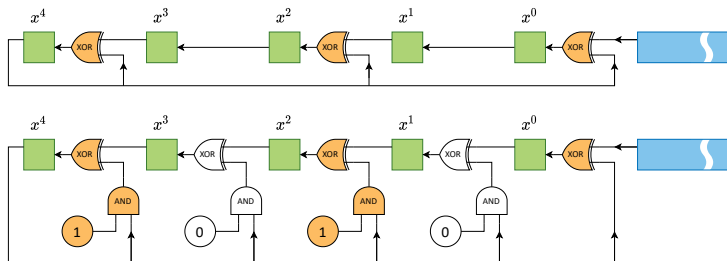 x⁴ x³ x² x¹ x⁰
XOR XOR XOR
x⁴ x³ x² x¹ x⁰
XOR XOR XOR XOR XOR
AND AND AND AND
1 0 1 0